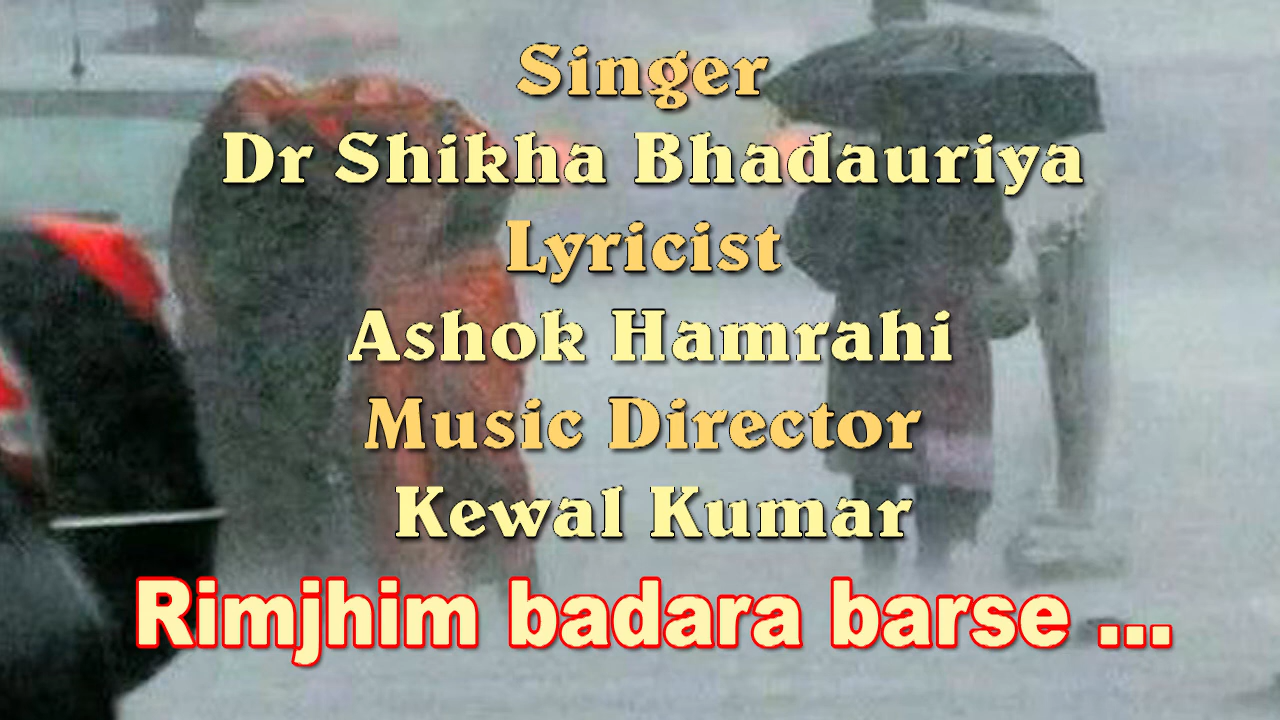 Singer
Dr Shikha Bhadauriya
Lyricist
Ashok Hamrahi
Music Director
Kewal Kumar
Rimjhim badara barse ...